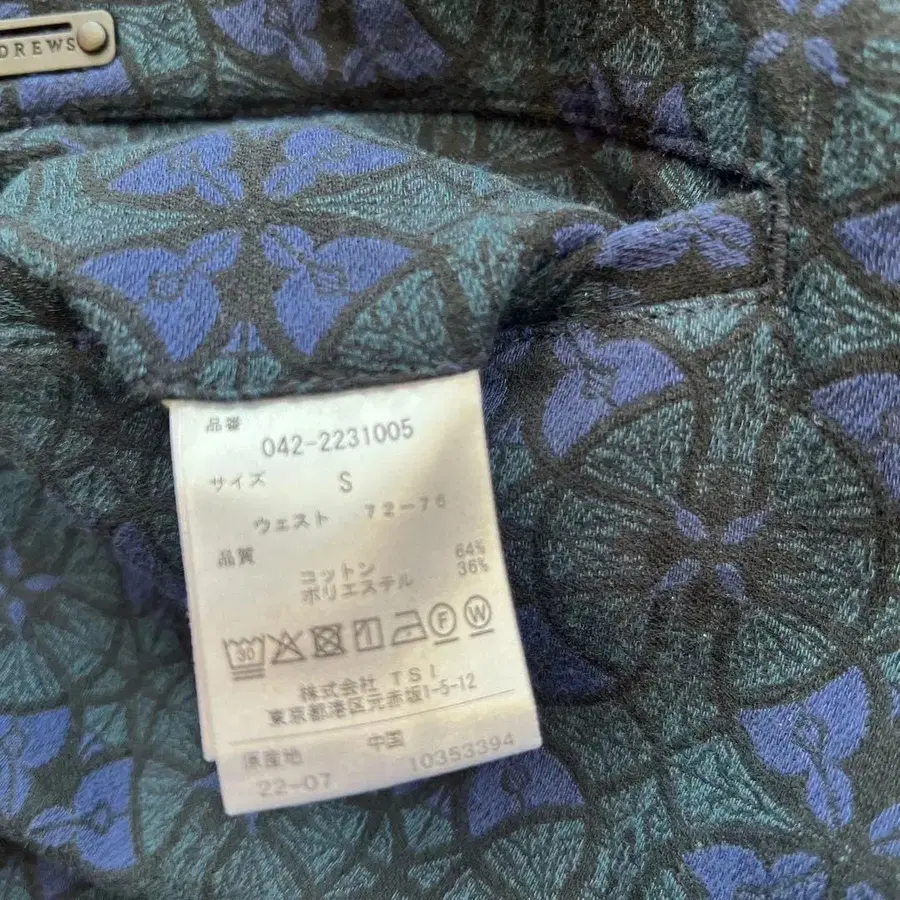 DREWS
品番
042-2231005
サイズ S
ウェスト 72-76
品質
コットン 64%
ポリエステル 36%
30 F W
株式会社 TSI
東京都港区元赤坂1-5-12
原産地 中国
22-07 10353394